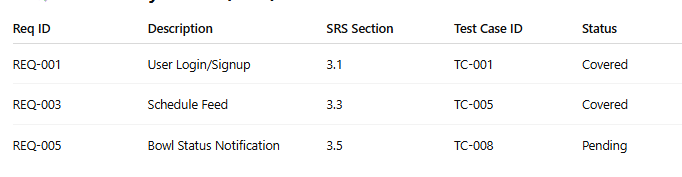 Req ID Description SRS Section Test Case ID Status
REQ-001 User Login/Signup 3.1 TC-001 Covered
REQ-003 Schedule Feed 3.3 TC-005 Covered
REQ-005 Bowl Status Notification 3.5 TC-008 Pending